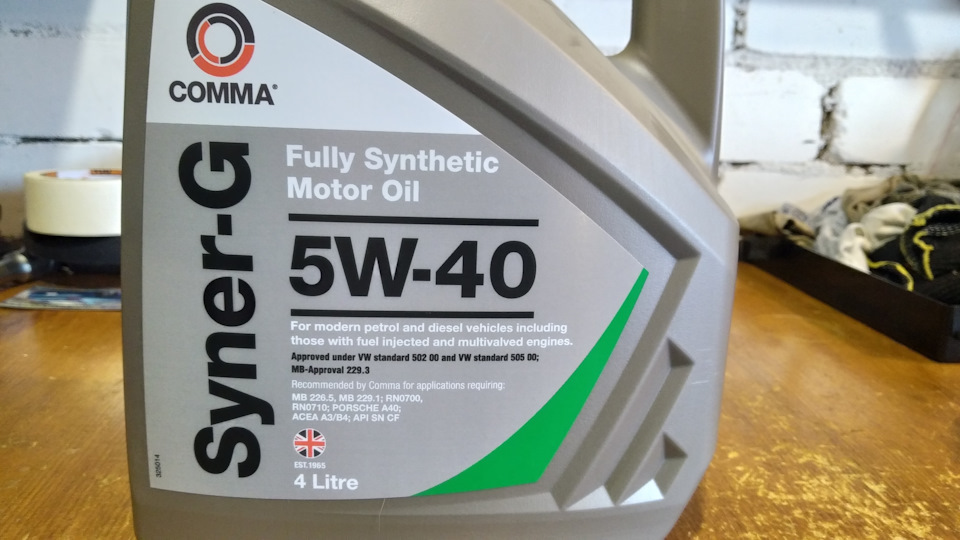 COMMA®
Syner-G
Fully Synthetic
Motor Oil
5W-40
For modern petrol and diesel vehicles including
those with fuel injected and multivalved engines.
Approved under VW standard 502 00 and VW standard 505 00;
MB-Approval 229.3
Recommended by Comma for applications requiring:
MB 226.5, MB 229.1; RN0700,
RN0710; PORSCHE A40;
ACEA A3/B4; API SN CF
EST.1965
4 Litre
325014